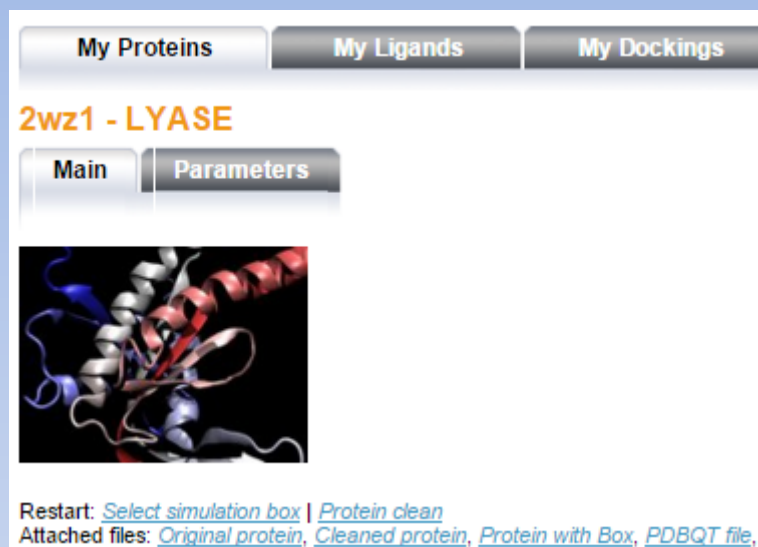 My Proteins My Ligands My Dockings
2wz1 - LYASE
Main Parameters
Restart: Select simulation box | Protein clean
Attached files: Original protein, Cleaned protein, Protein with Box, PDBQT file,